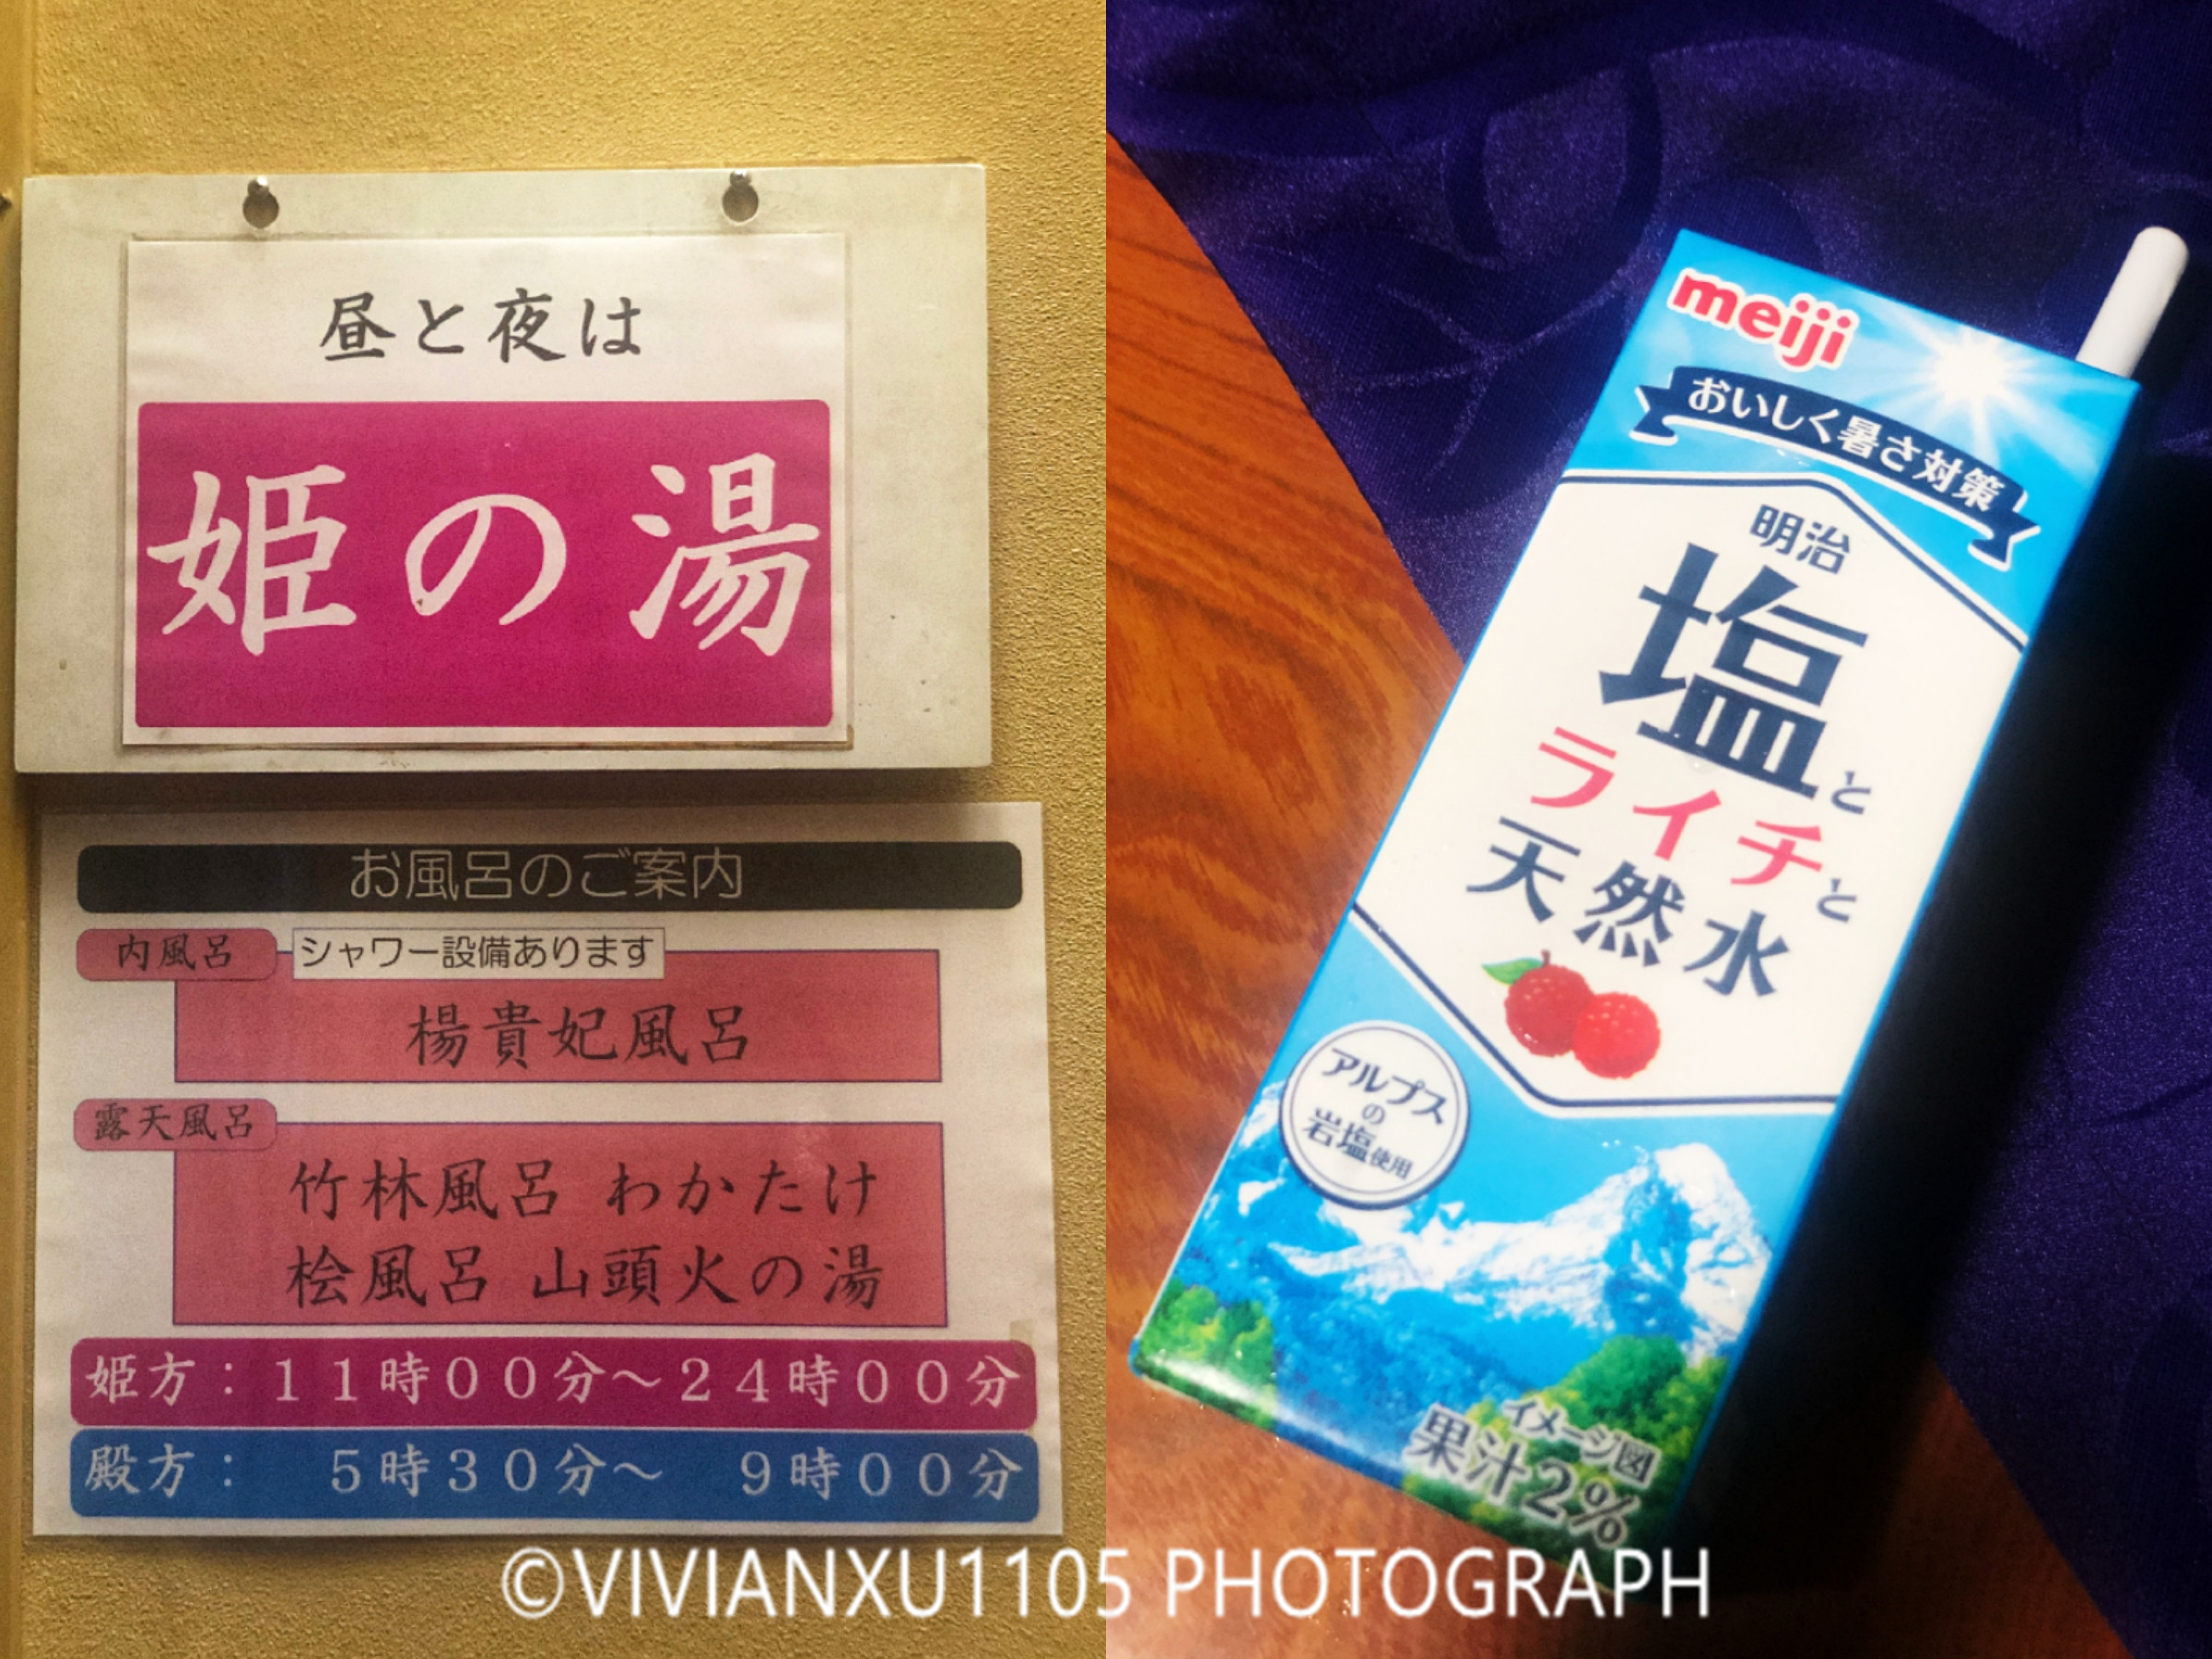 昼と夜は
姫の湯
お風呂のご案内
内風呂 シャワー設備あります
楊貴妃風呂
露天風呂
竹林風呂 わかたけ
桧風呂 山頭火の湯
姫方：11時00分～24時00分
殿方： 5時30分～ 9時00分
meiji
おいしく暑さ対策
明治
塩と
ライチと
天然水
アルプス
の
岩塩使用
イメージ図
果汁2%
©VIVIANXU1105 PHOTOGRAPH